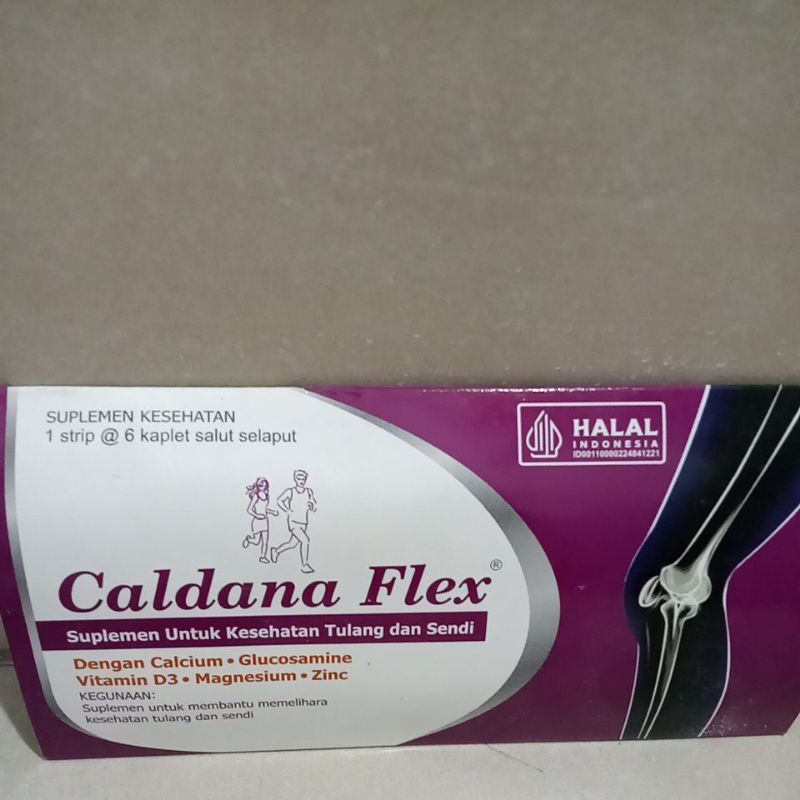 SUPLEMEN KESEHATAN
1 strip @ 6 kaplet salut selaput
HALAL
INDONESIA
ID00110000224841221
Caldana Flex®
Suplemen Untuk Kesehatan Tulang dan Sendi
Dengan Calcium • Glucosamine
Vitamin D3 • Magnesium • Zinc
KEGUNAAN:
Suplemen untuk membantu memelihara
kesehatan tulang dan sendi